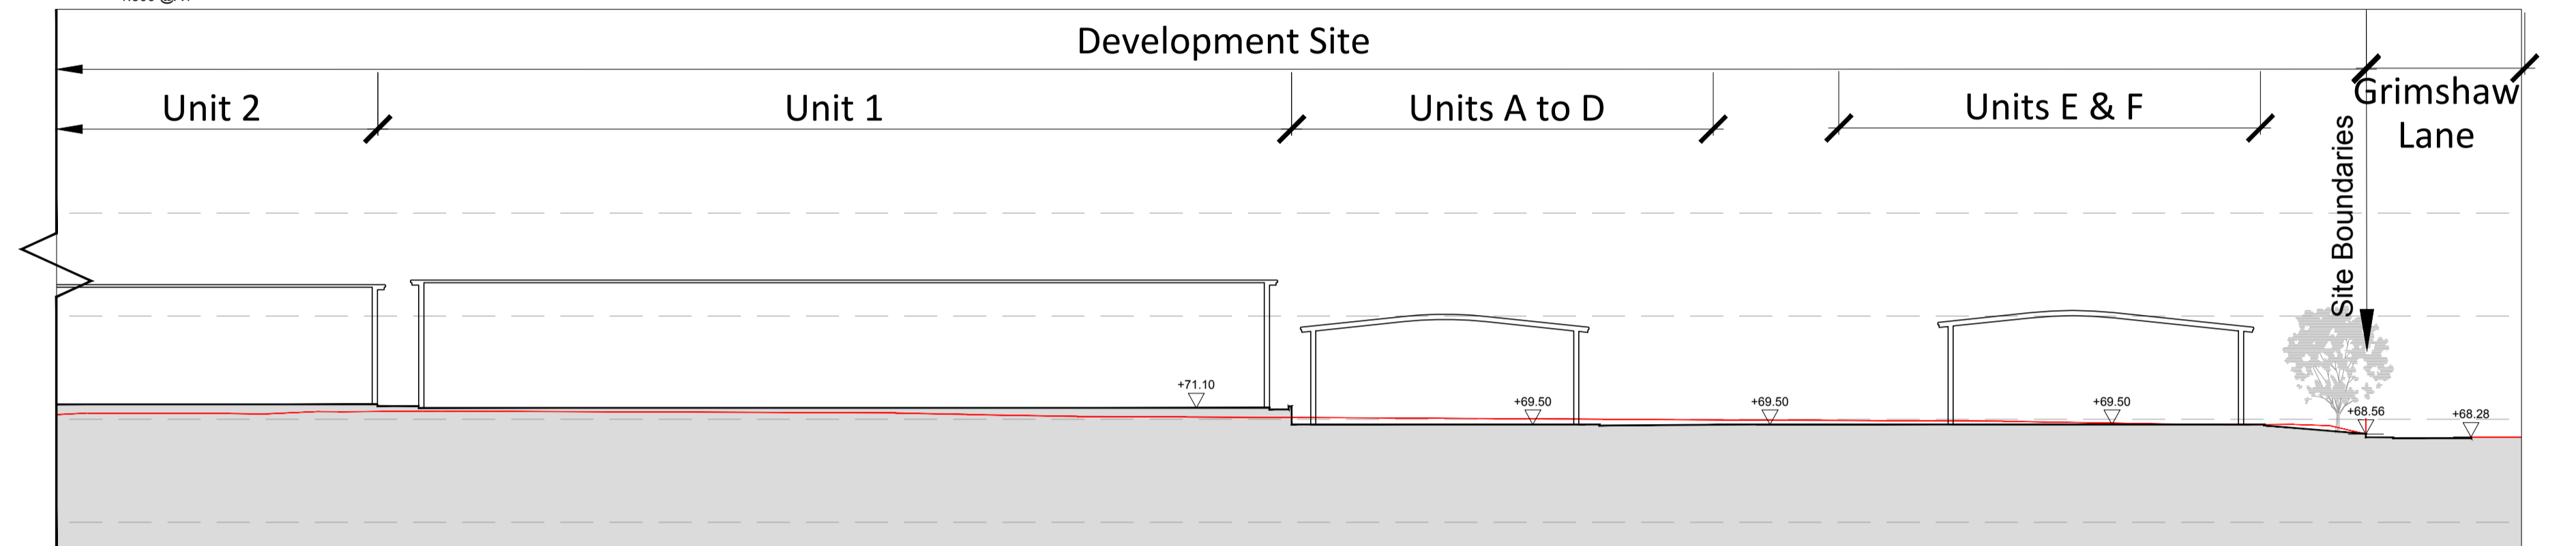 Development Site
Unit 2
Unit 1
Units A to D
Units E & F
Grimshaw
Lane
Site Boundaries
+71.10
+69.50
+69.50
+69.50
+68.56
+68.28